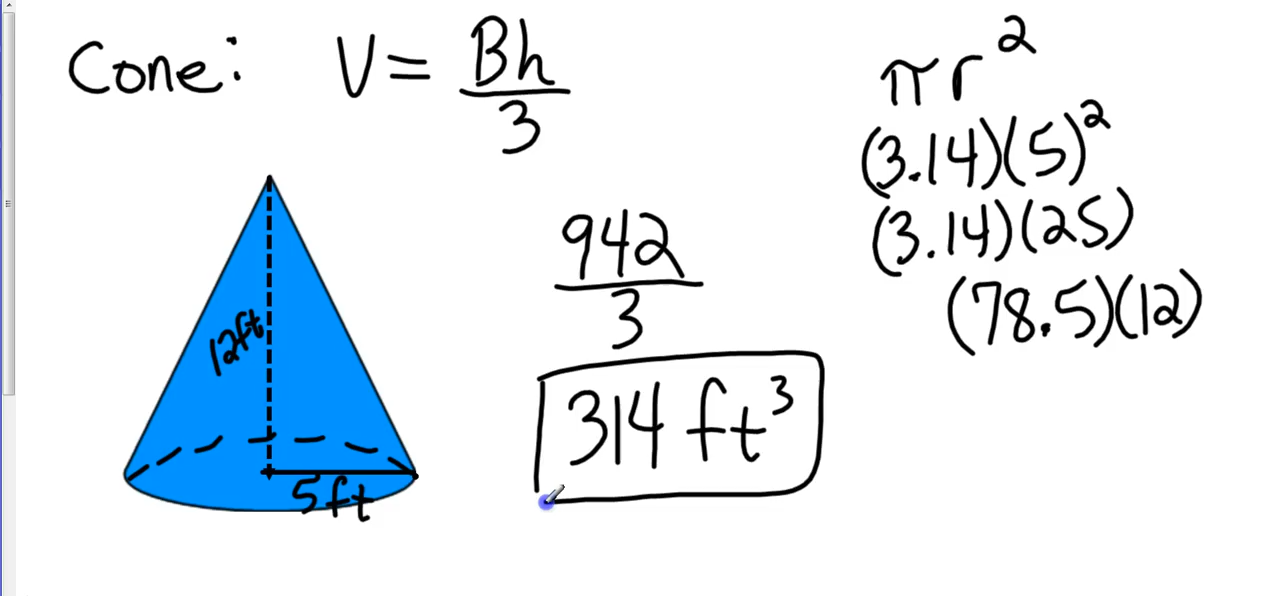 Cone: V = Bh/3
πr²
(3.14)(5)²
(3.14)(25)
(78.5)(12)
942/3
314 ft³
12ft
5ft